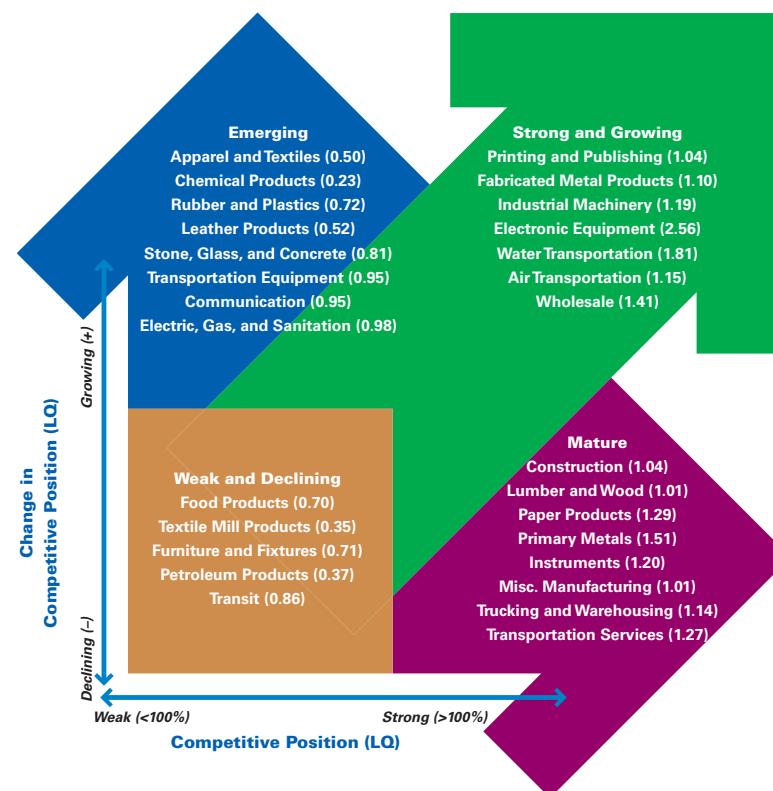 Emerging
Apparel and Textiles (0.50)
Chemical Products (0.23)
Rubber and Plastics (0.72)
Leather Products (0.52)
Stone, Glass, and Concrete (0.81)
Transportation Equipment (0.95)
Communication (0.95)
Electric, Gas, and Sanitation (0.98)
Strong and Growing
Printing and Publishing (1.04)
Fabricated Metal Products (1.10)
Industrial Machinery (1.19)
Electronic Equipment (2.56)
Water Transportation (1.81)
Air Transportation (1.15)
Wholesale (1.41)
Weak and Declining
Food Products (0.70)
Textile Mill Products (0.35)
Furniture and Fixtures (0.71)
Petroleum Products (0.37)
Transit (0.86)
Mature
Construction (1.04)
Lumber and Wood (1.01)
Paper Products (1.29)
Primary Metals (1.51)
Instruments (1.20)
Misc. Manufacturing (1.01)
Trucking and Warehousing (1.14)
Transportation Services (1.27)
Change in
Competitive Position (LQ)
Growing (+)
Declining (–)
Weak (<100%)
Strong (>100%)
Competitive Position (LQ)